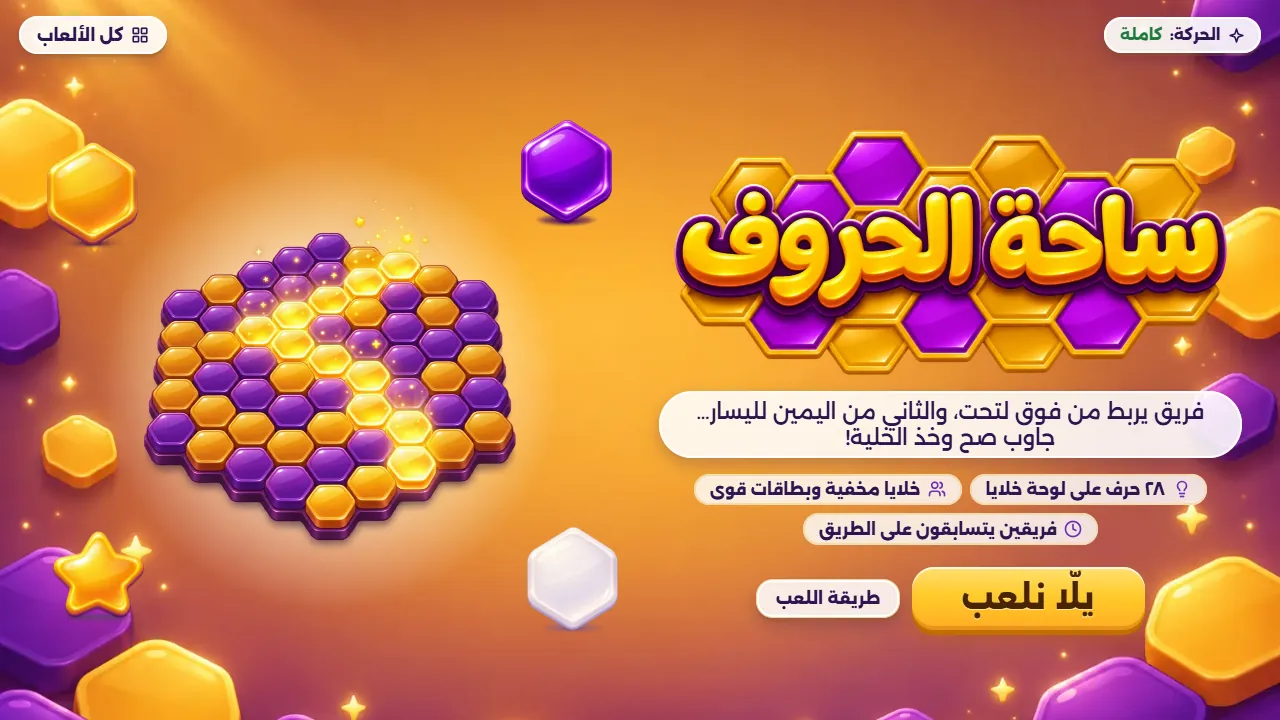 الحركة: كاملة
كل الألعاب
ساحة الحروف
فريق يربط من فوق لتحت، والثاني من اليمين لليسار...
جاوب صح وخذ الخلية!
٢٨ حرف على لوحة خلايا
خلايا مخفية وبطاقات قوى
فريقين يتسابقون على الطريق
يلّا نلعب
طريقة اللعب